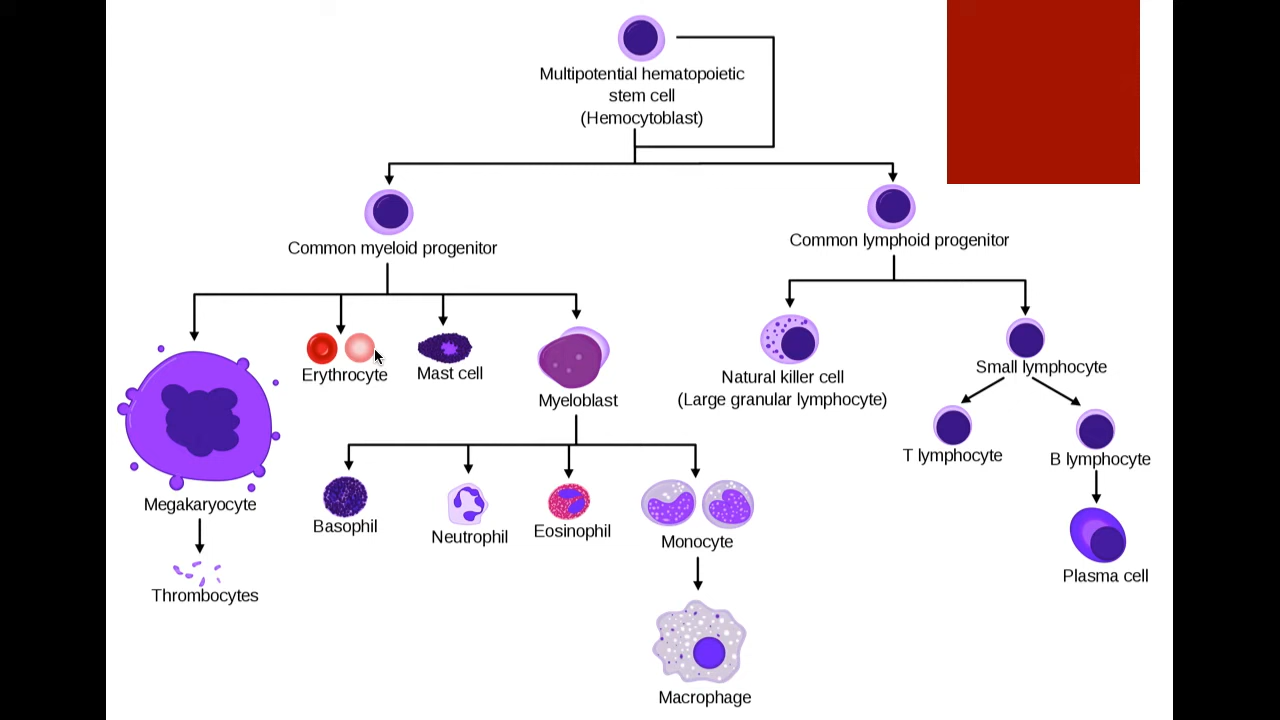 Multipotential hematopoietic
stem cell
(Hemocytoblast)
Common myeloid progenitor
Common lymphoid progenitor
Erythrocyte
Mast cell
Myeloblast
Natural killer cell
(Large granular lymphocyte)
Small lymphocyte
T lymphocyte
B lymphocyte
Megakaryocyte
Basophil
Neutrophil
Eosinophil
Monocyte
Plasma cell
Thrombocytes
Macrophage